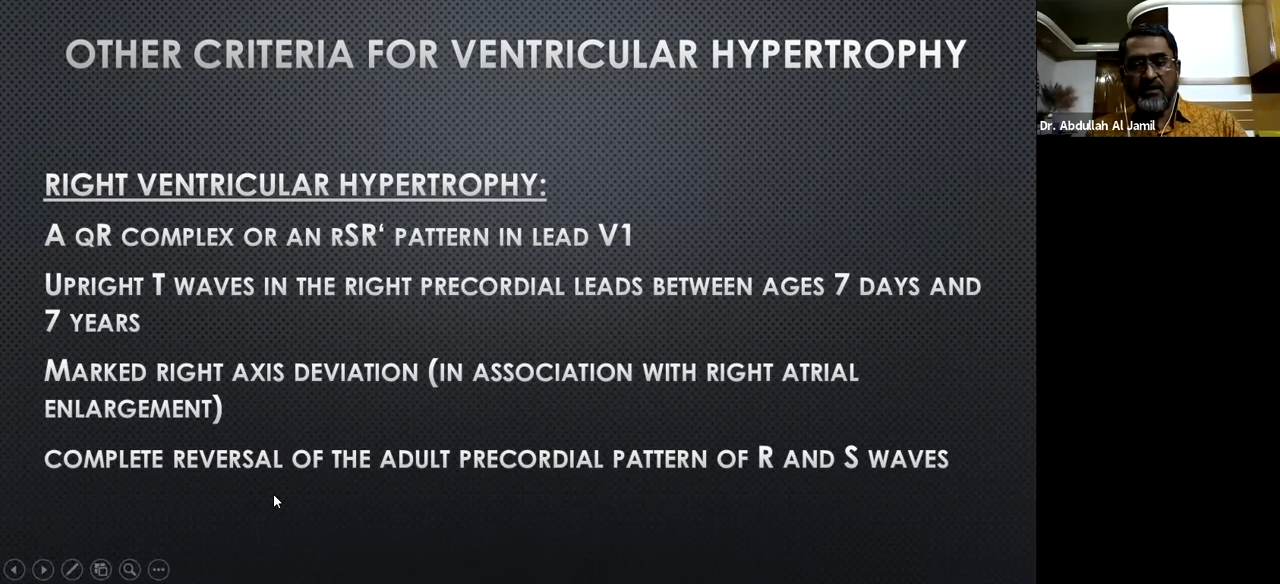 OTHER CRITERIA FOR VENTRICULAR HYPERTROPHY
RIGHT VENTRICULAR HYPERTROPHY:
A qR COMPLEX OR AN rSR‘ PATTERN IN LEAD V1
UPRIGHT T WAVES IN THE RIGHT PRECORDIAL LEADS BETWEEN AGES 7 DAYS AND
7 YEARS
MARKED RIGHT AXIS DEVIATION (IN ASSOCIATION WITH RIGHT ATRIAL
ENLARGEMENT)
COMPLETE REVERSAL OF THE ADULT PRECORDIAL PATTERN OF R AND S WAVES
Dr. Abdullah Al Jamil